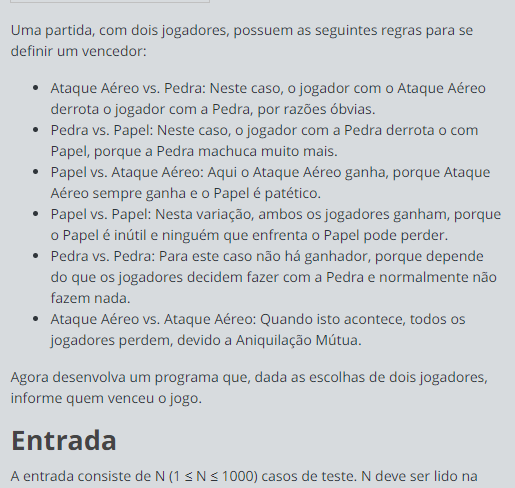 Uma partida, com dois jogadores, possuem as seguintes regras para se
definir um vencedor:
• Ataque Aéreo vs. Pedra: Neste caso, o jogador com o Ataque Aéreo
derrota o jogador com a Pedra, por razões óbvias.
• Pedra vs. Papel: Neste caso, o jogador com a Pedra derrota o com
Papel, porque a Pedra machuca muito mais.
• Papel vs. Ataque Aéreo: Aqui o Ataque Aéreo ganha, porque Ataque
Aéreo sempre ganha e o Papel é patético.
• Papel vs. Papel: Nesta variação, ambos os jogadores ganham, porque
o Papel é inútil e ninguém que enfrenta o Papel pode perder.
• Pedra vs. Pedra: Para este caso não há ganhador, porque depende
do que os jogadores decidem fazer com a Pedra e normalmente não
fazem nada.
• Ataque Aéreo vs. Ataque Aéreo: Quando isto acontece, todos os
jogadores perdem, devido a Aniquilação Mútua.
Agora desenvolva um programa que, dada as escolhas de dois jogadores,
informe quem venceu o jogo.
Entrada
A entrada consiste de N (1 ≤ N ≤ 1000) casos de teste. N deve ser lido na